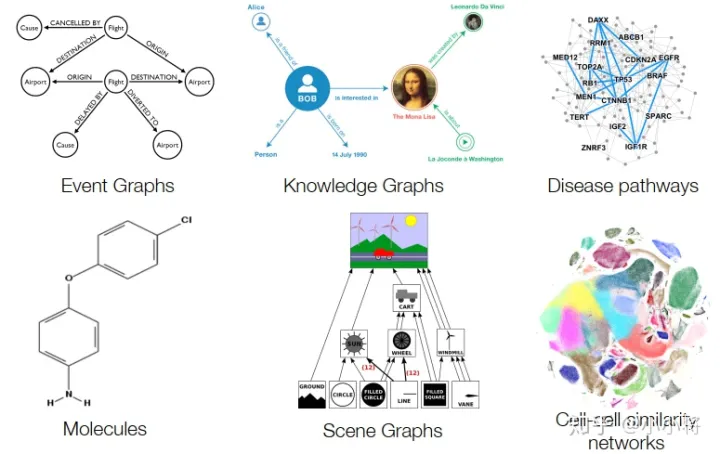 CANCELLED BY
Cause
Flight
DESTINATION
ORIGIN
Airport
ORIGIN
Flight
DESTINATION
Airport
DELAYED BY
DIVERTED TO
Cause
Airport
Event Graphs
Alice
Leonardo Da Vinci
is a friend of
was created by
BOB
is interested in
The Mona Lisa
is a
is born on
is about
Person
14 July 1990
La Joconde à Washington
Knowledge Graphs
DAXX
ABCB1
RRM1
MED12
CDKN2A
EGFR
TOP2A
TP53
RB1
BRAF
MEN1
CTNNB1
TERT
SPARC
IGF2
ZNRF3
IGF1R
Disease pathways
Cl
O
N
H
H
Molecules
CART
SUN
WHEEL
WINDMILL
(12)
(12)
GROUND
CIRCLE
FILLED
CIRCLE
LINE
FILLED
SQUARE
VANE
Scene Graphs
Cell-cell similarity
networks
知乎 @小小将